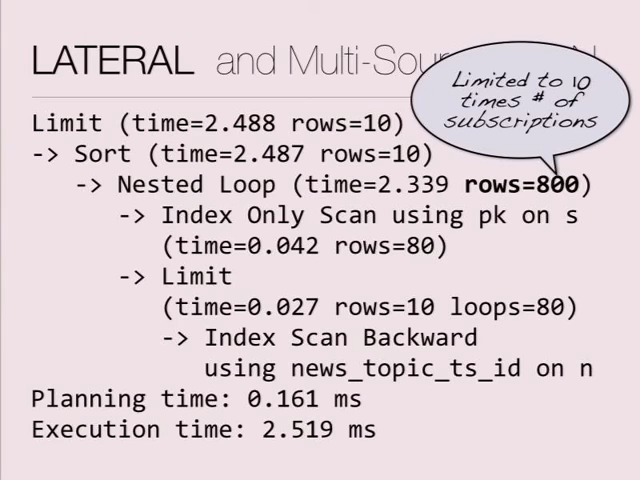 LATERAL and Multi-Sour N
Limited to 10
times # of
subscriptions
Limit (time=2.488 rows=10)
-> Sort (time=2.487 rows=10)
-> Nested Loop (time=2.339 rows=800)
-> Index Only Scan using pk on s
(time=0.042 rows=80)
-> Limit
(time=0.027 rows=10 loops=80)
-> Index Scan Backward
using news_topic_ts_id on n
Planning time: 0.161 ms
Execution time: 2.519 ms